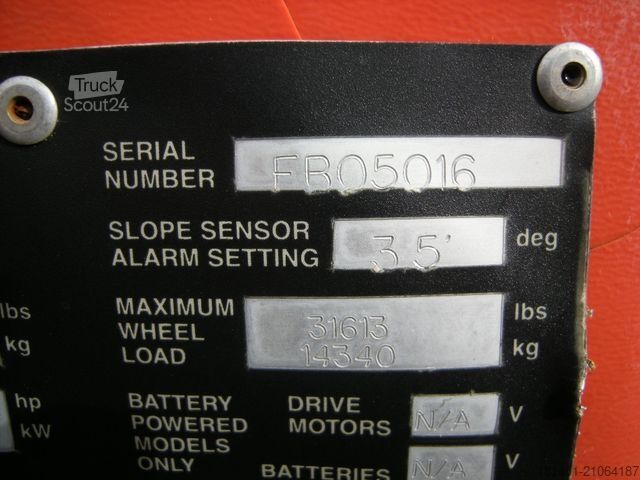 Truck
Scout24
SERIAL
NUMBER
FB05016
SLOPE SENSOR
ALARM SETTING
3.5°
deg
MAXIMUM
WHEEL
LOAD
31613
14340
lbs
kg
lbs
kg
hp
kW
BATTERY
POWERED
MODELS
ONLY
DRIVE
MOTORS
N/A
V
BATTERIES
N/A
V